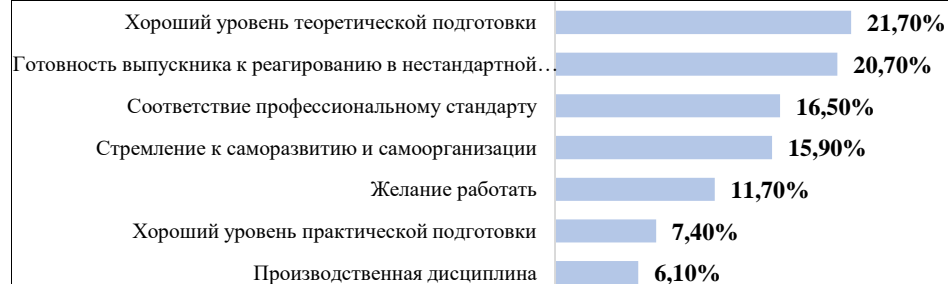 Хороший уровень теоретической подготовки 21,70%
Готовность выпускника к реагированию в нестандартной… 20,70%
Соответствие профессиональному стандарту 16,50%
Стремление к саморазвитию и самоорганизации 15,90%
Желание работать 11,70%
Хороший уровень практической подготовки 7,40%
Производственная дисциплина 6,10%